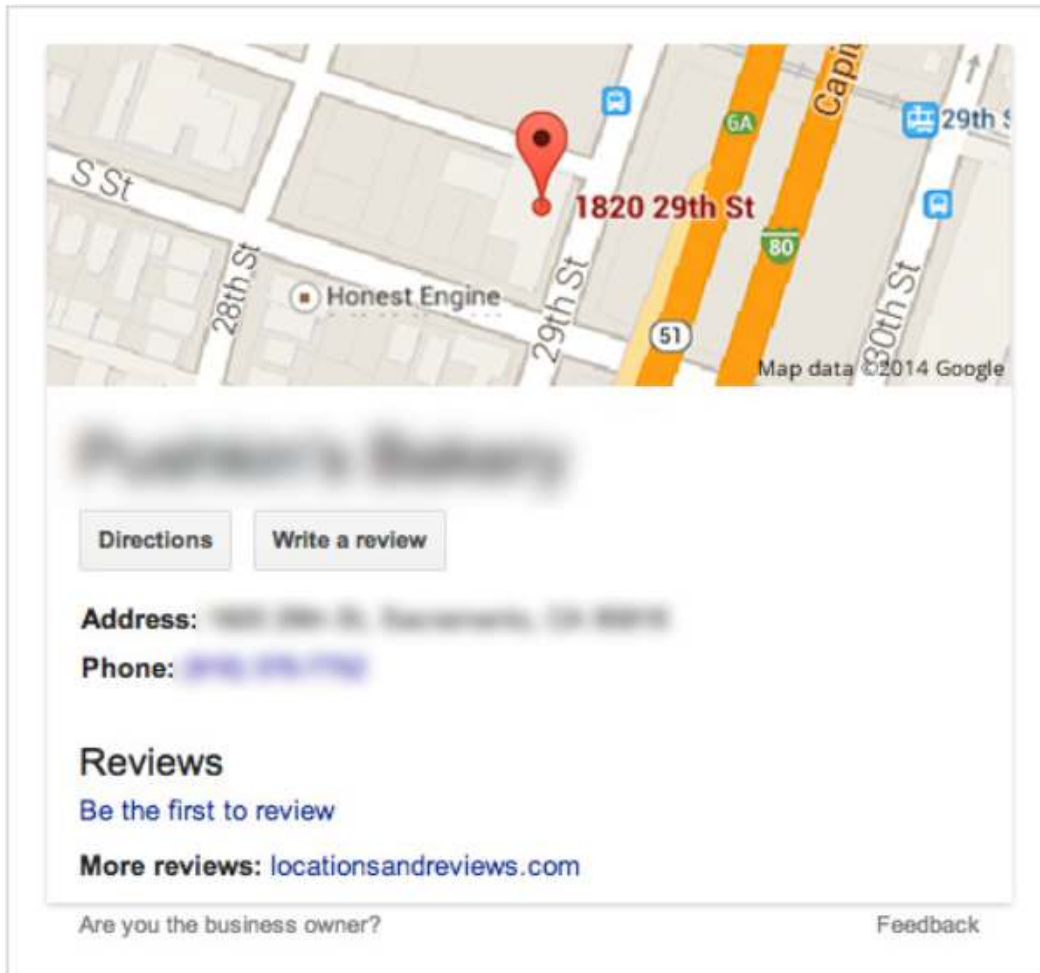 Capit
6A
29th S
S St
1820 29th St
80
28th St
Honest Engine
29th St
51
30th St
Map data ©2014 Google
Directions
Write a review
Address:
Phone:
Reviews
Be the first to review
More reviews: locationsandreviews.com
Are you the business owner?
Feedback